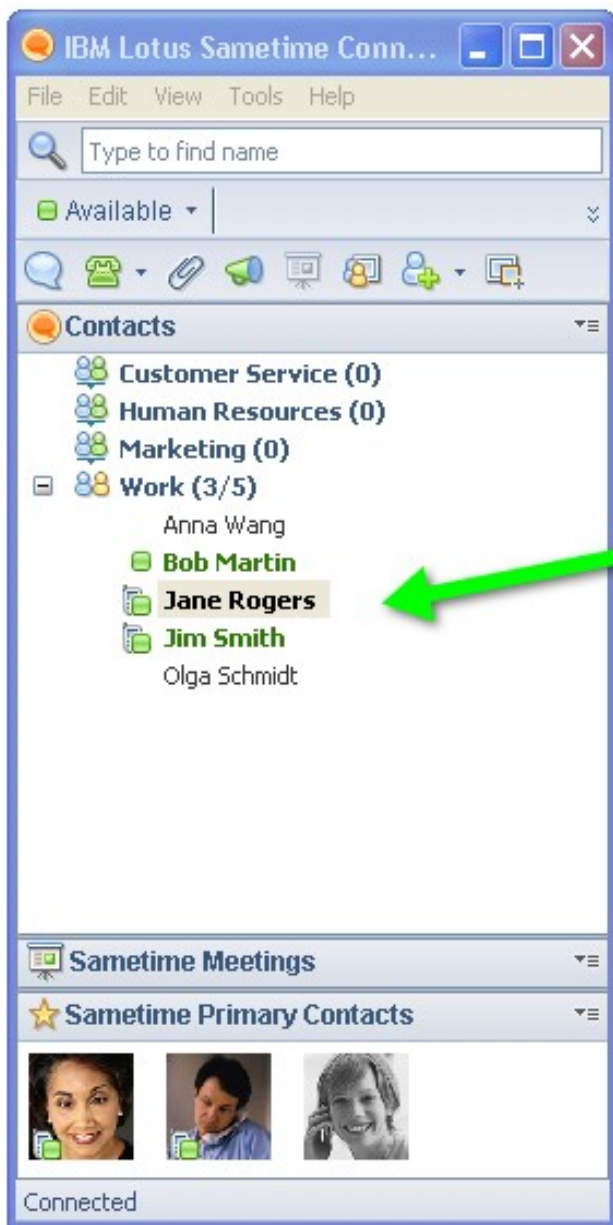 IBM Lotus Sametime Conn...
File Edit View Tools Help
Type to find name
Available
Contacts
Customer Service (0)
Human Resources (0)
Marketing (0)
Work (3/5)
Anna Wang
Bob Martin
Jane Rogers
Jim Smith
Olga Schmidt
Sametime Meetings
Sametime Primary Contacts
Connected